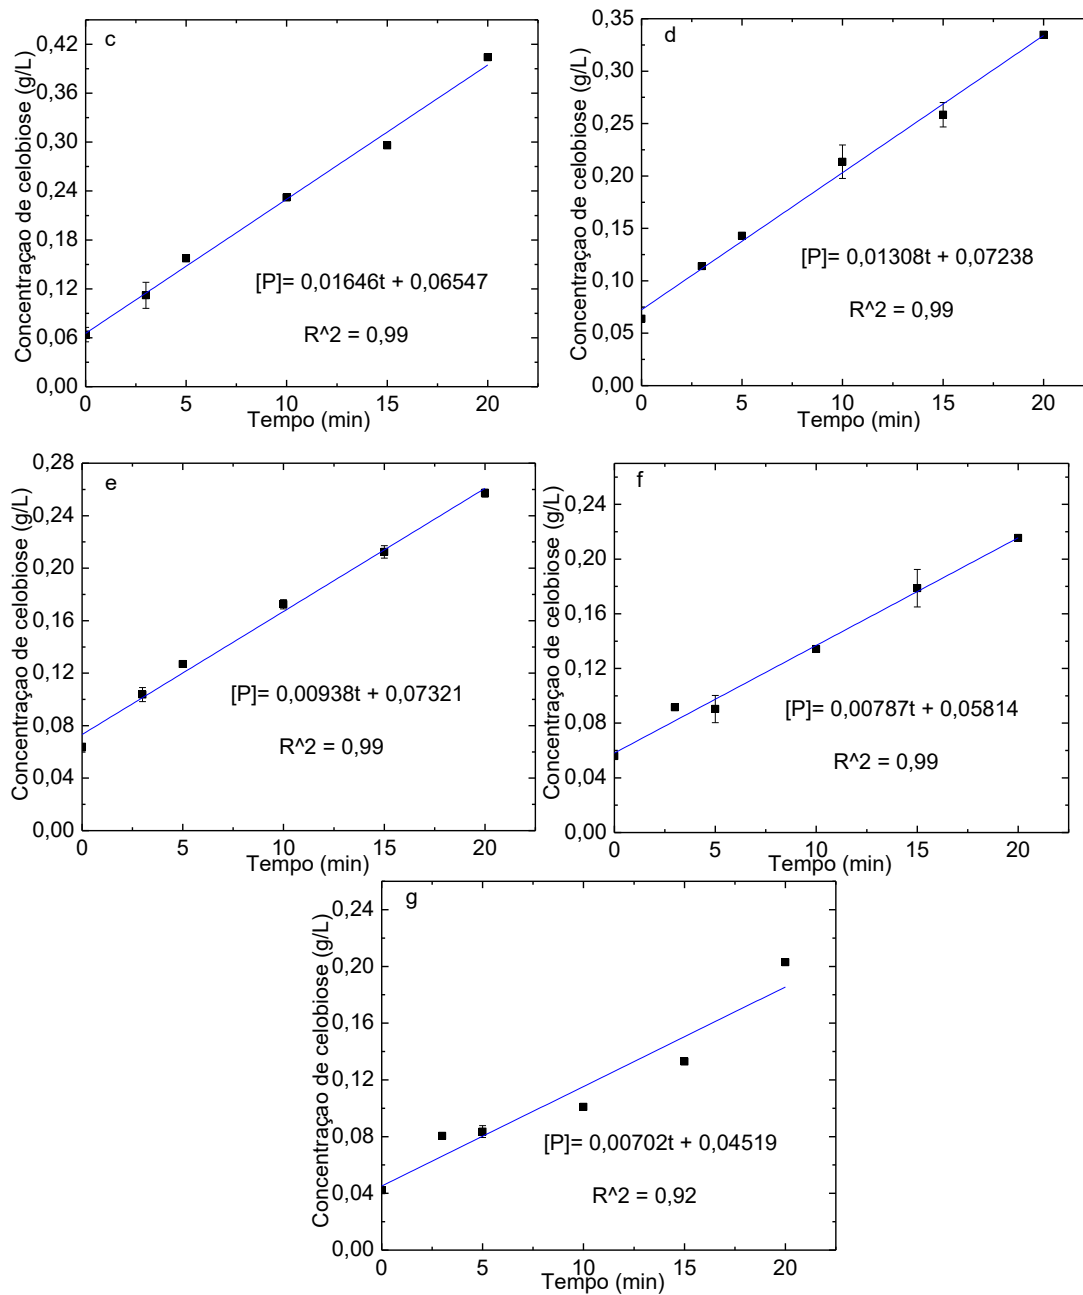 c
Concentraçao de celobiose (g/L)
0,42
0,36
0,30
0,24
0,18
0,12
0,06
0,00
[P]= 0,01646t + 0,06547
R^2 = 0,99
0 5 10 15 20
Tempo (min)
d
Concentraçao de celobiose (g/L)
0,35
0,30
0,25
0,20
0,15
0,10
0,05
0,00
[P]= 0,01308t + 0,07238
R^2 = 0,99
0 5 10 15 20
Tempo (min)
e
Concentraçao de celobiose (g/L)
0,28
0,24
0,20
0,16
0,12
0,08
0,04
0,00
[P]= 0,00938t + 0,07321
R^2 = 0,99
0 5 10 15 20
Tempo (min)
f
Concentraçao de celobiose (g/L)
0,24
0,20
0,16
0,12
0,08
0,04
0,00
[P]= 0,00787t + 0,05814
R^2 = 0,99
0 5 10 15 20
Tempo (min)
g
Concentraçao de celobiose (g/L)
0,24
0,20
0,16
0,12
0,08
0,04
0,00
[P]= 0,00702t + 0,04519
R^2 = 0,92
0 5 10 15 20
Tempo (min)